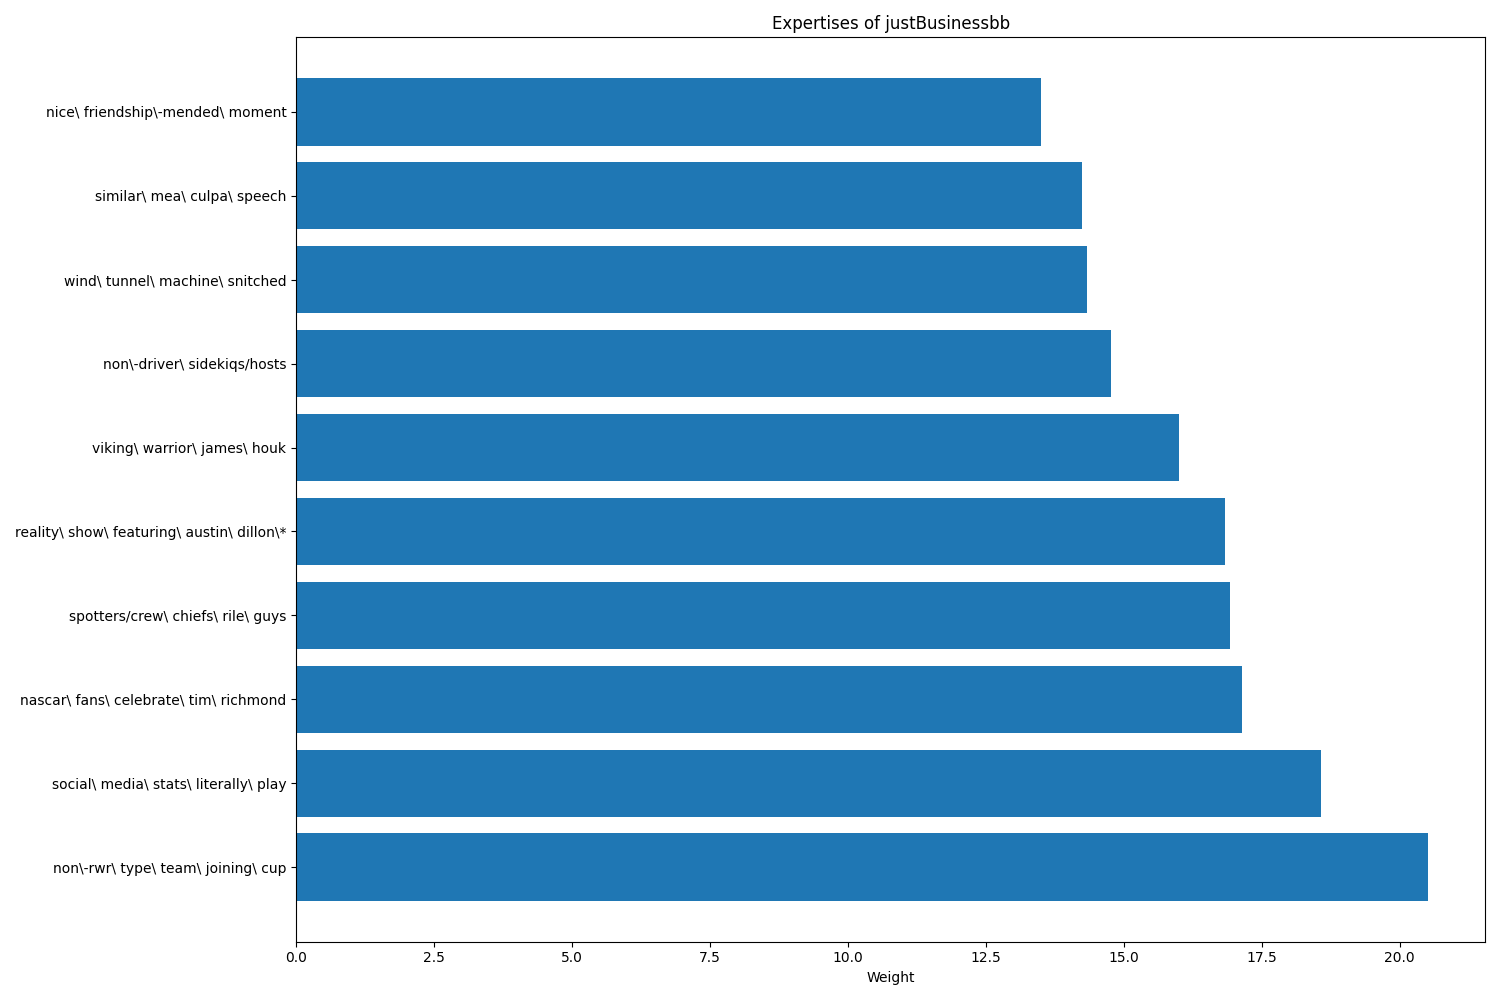 Expertises of justBusinessbb
nice\ friendship\-mended\ moment
similar\ mea\ culpa\ speech
wind\ tunnel\ machine\ snitched
non\-driver\ sidekiqs/hosts
viking\ warrior\ james\ houk
reality\ show\ featuring\ austin\ dillon\*
spotters/crew\ chiefs\ rile\ guys
nascar\ fans\ celebrate\ tim\ richmond
social\ media\ stats\ literally\ play
non\-rwr\ type\ team\ joining\ cup
0.0 2.5 5.0 7.5 10.0 12.5 15.0 17.5 20.0
Weight